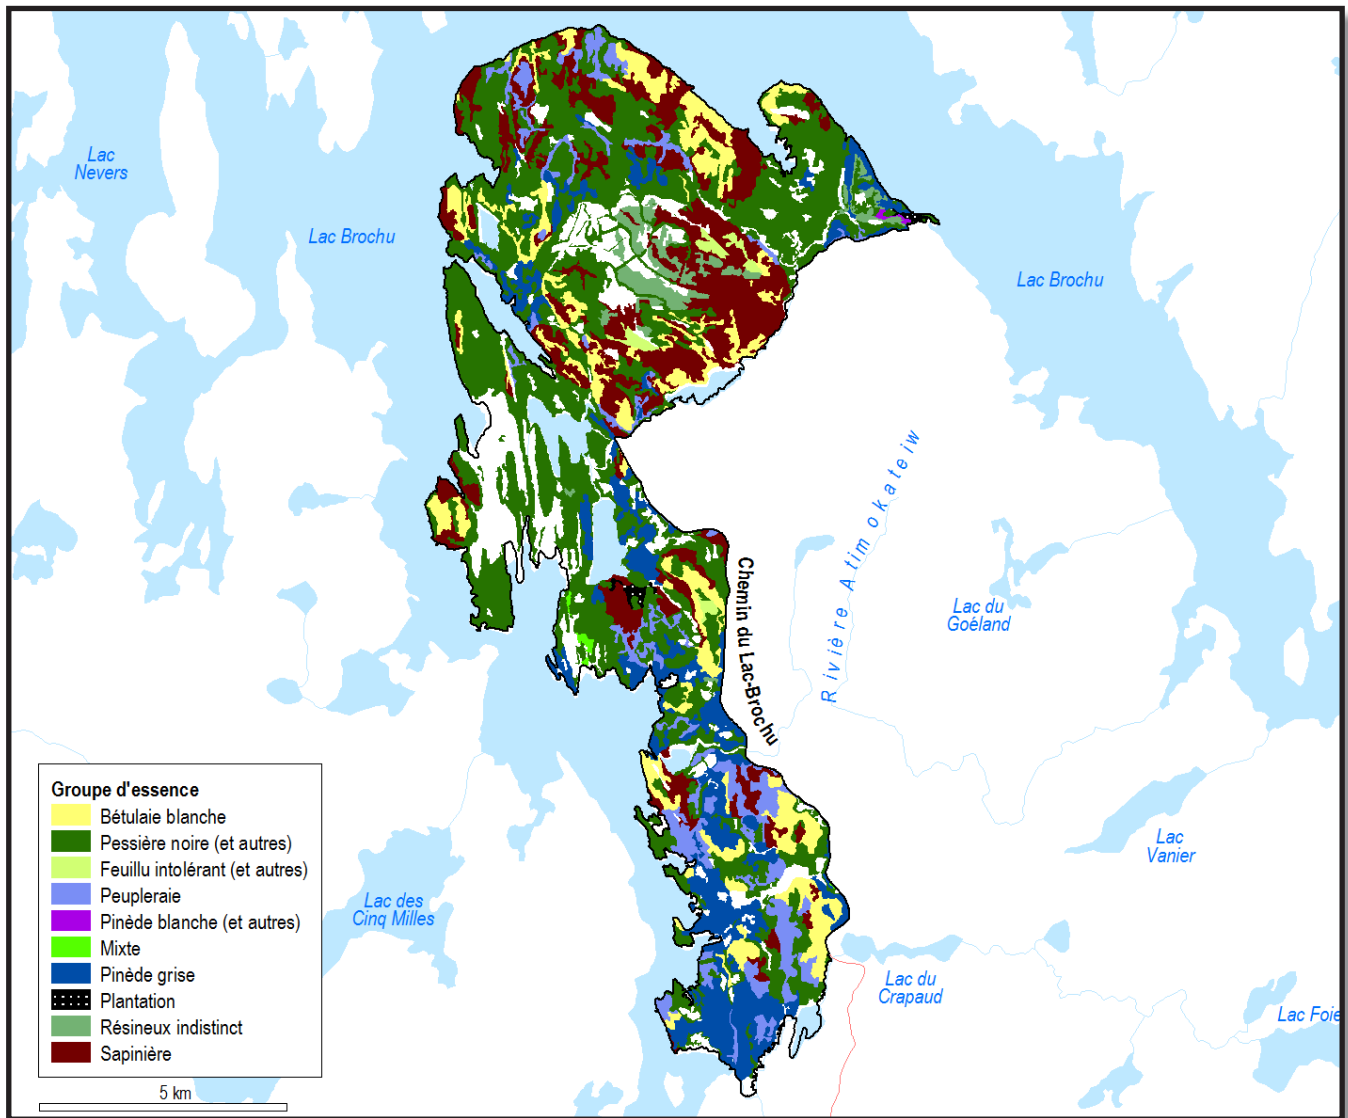 Lac
Nevers
Lac Brochu
Lac Brochu
Rivière Atimokateiw
Chemin du Lac-Brochu
Lac du
Goéland
Lac
Vanier
Lac des
Cinq Milles
Lac du
Crapaud
Lac Foie
Groupe d'essence
Bétulaie blanche
Pessière noire (et autres)
Feuillu intolérant (et autres)
Peupleraie
Pinède blanche (et autres)
Mixte
Pinède grise
Plantation
Résineux indistinct
Sapinière
5 km